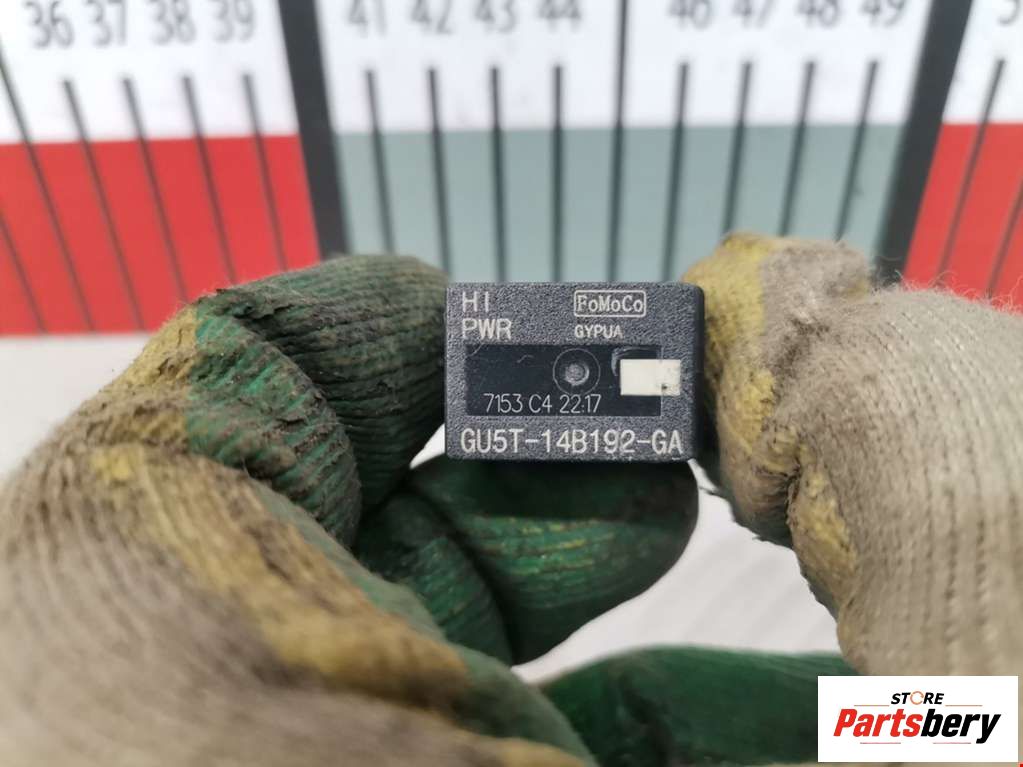 36 37 38 39 41 42 43 44 46 47 48 49
HI
PWR
FoMoCo
GYPUA
7153 C4 22:17
GU5T-14B192-GA
STORE
Partsbery